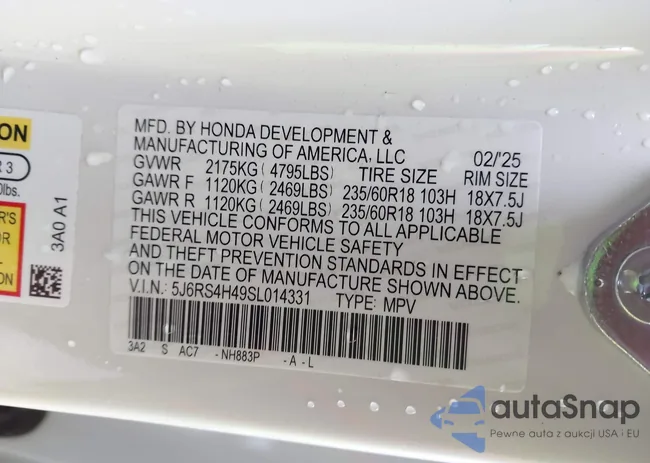 ON
R 3
0lbs.
R'S
OR
3A0 A1
MFD. BY HONDA DEVELOPMENT &
MANUFACTURING OF AMERICA, LLC 02/'25
GVWR 2175KG (4795LBS) TIRE SIZE RIM SIZE
GAWR F 1120KG (2469LBS) 235/60R18 103H 18X7.5J
GAWR R 1120KG (2469LBS) 235/60R18 103H 18X7.5J
THIS VEHICLE CONFORMS TO ALL APPLICABLE
FEDERAL MOTOR VEHICLE SAFETY
AND THEFT PREVENTION STANDARDS IN EFFECT
ON THE DATE OF MANUFACTURE SHOWN ABOVE.
V.I.N.: 5J6RS4H49SL014331 TYPE: MPV
3A2 S AC7 - NH883P - A - L
autaSnap
Pewne auta z aukcji USA i EU